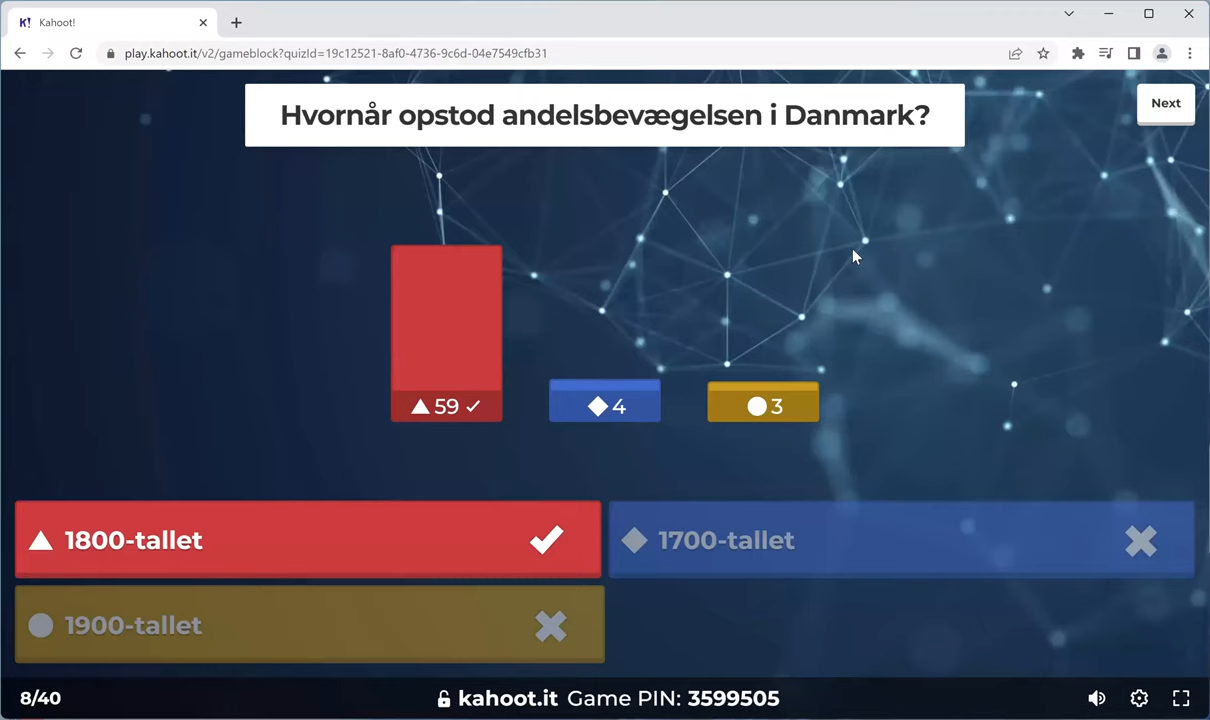 K! Kahoot!
play.kahoot.it/v2/gameblock?quizId=19c12521-8af0-4736-9c6d-04e7549cfb31
Hvornår opstod andelsbevægelsen i Danmark?
Next
59
4
3
1800-tallet
1700-tallet
1900-tallet
8/40
kahoot.it Game PIN: 3599505